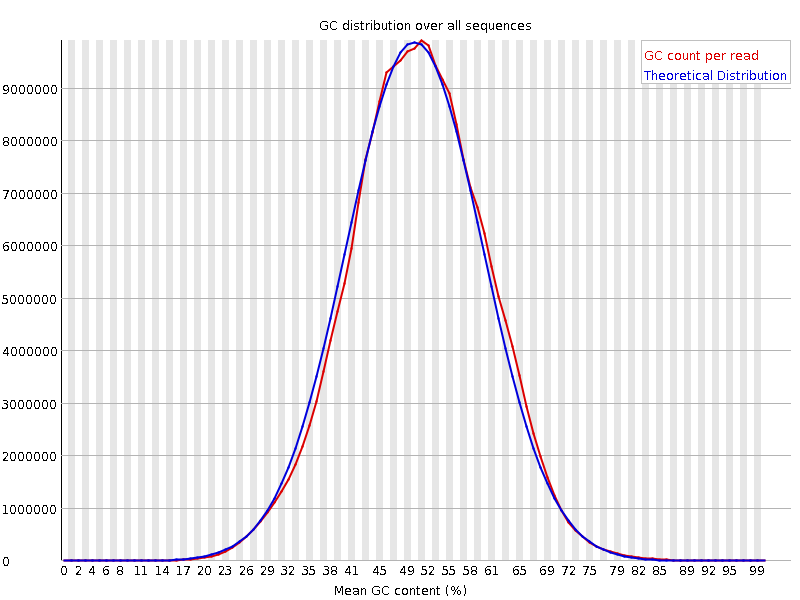 GC distribution over all sequences
GC count per read
Theoretical Distribution
9000000
8000000
7000000
6000000
5000000
4000000
3000000
2000000
1000000
0
0 2 4 6 8 11 14 17 20 23 26 29 32 35 38 41 45 49 52 55 58 61 65 69 72 75 79 82 85 89 92 95 99
Mean GC content (%)